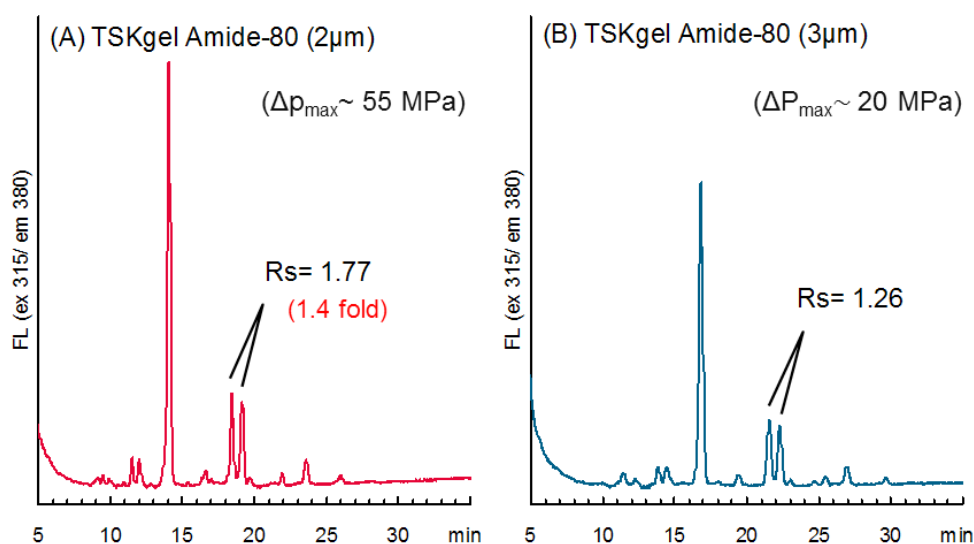 (A) TSKgel Amide-80 (2µm)
(Δpmax~ 55 MPa)
FL (ex 315/ em 380)
Rs= 1.77
(1.4 fold)
5 10 15 20 25 30 min
(B) TSKgel Amide-80 (3µm)
(ΔPmax~ 20 MPa)
FL (ex 315/ em 380)
Rs= 1.26
5 10 15 20 25 30 min